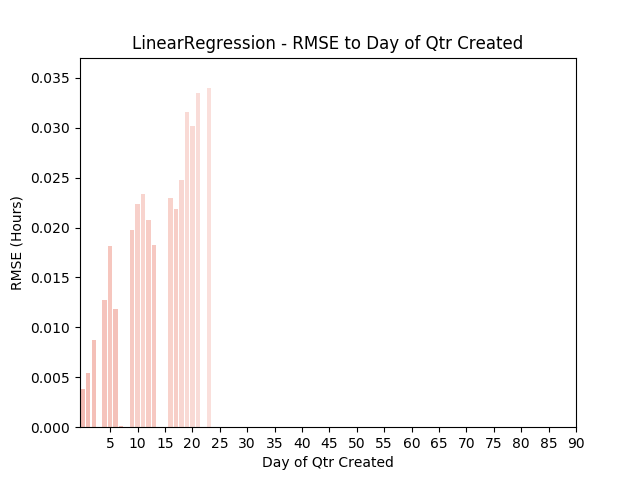 LinearRegression - RMSE to Day of Qtr Created
0.035
0.030
0.025
0.020
0.015
0.010
0.005
0.000
RMSE (Hours)
5 10 15 20 25 30 35 40 45 50 55 60 65 70 75 80 85 90
Day of Qtr Created